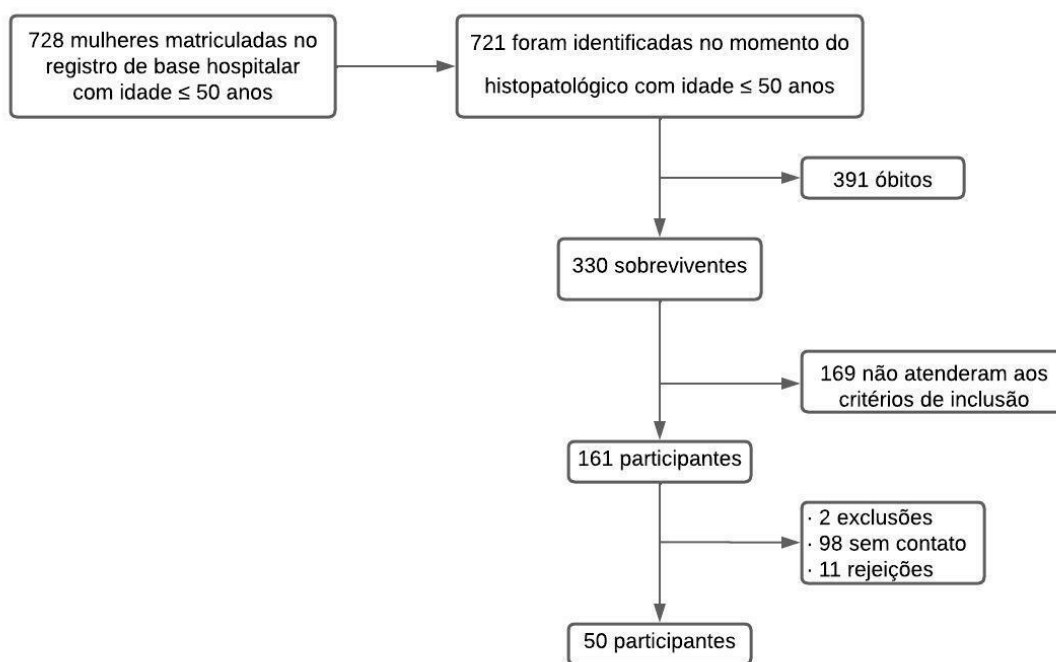 728 mulheres matriculadas no
registro de base hospitalar
com idade ≤ 50 anos
721 foram identificadas no momento do
histopatológico com idade ≤ 50 anos
391 óbitos
330 sobreviventes
169 não atenderam aos
critérios de inclusão
161 participantes
· 2 exclusões
· 98 sem contato
· 11 rejeições
50 participantes